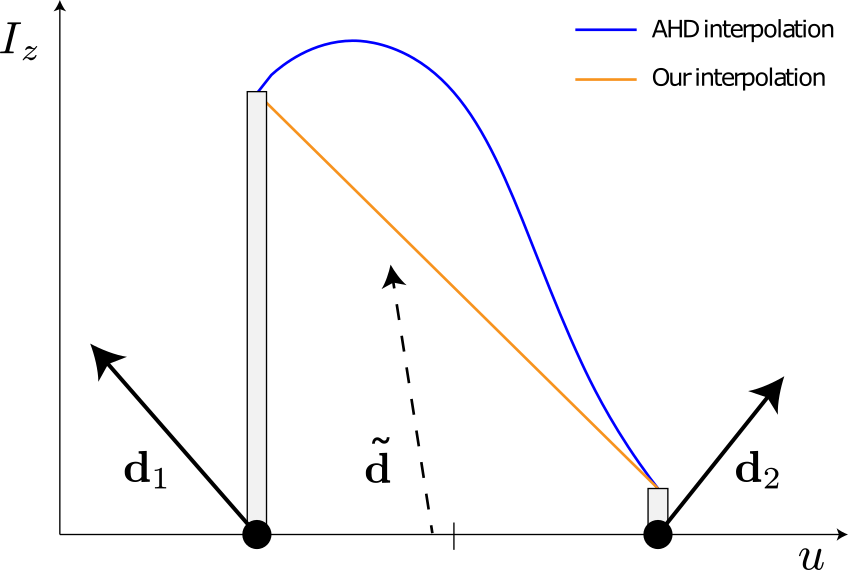 I_z
AHD interpolation
Our interpolation
d_1
d̃
d_2
u